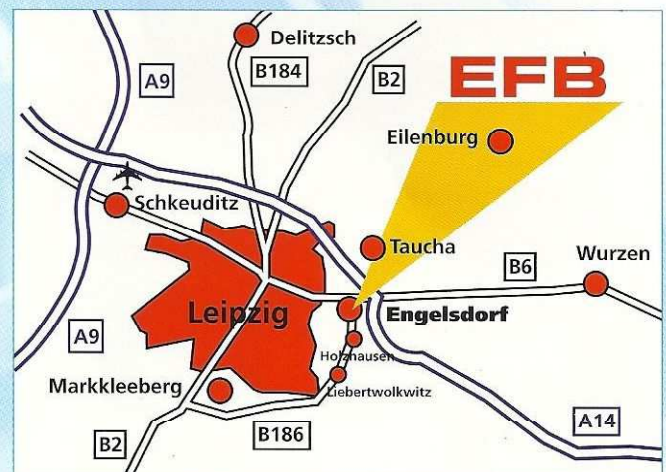 Delitzsch
EFB
B184
A9
B2
Eilenburg
Schkeuditz
Taucha
Wurzen
B6
Leipzig
Engelsdorf
A9
Holzhausen
Markkleeberg
Liebertwolkwitz
B2
B186
A14